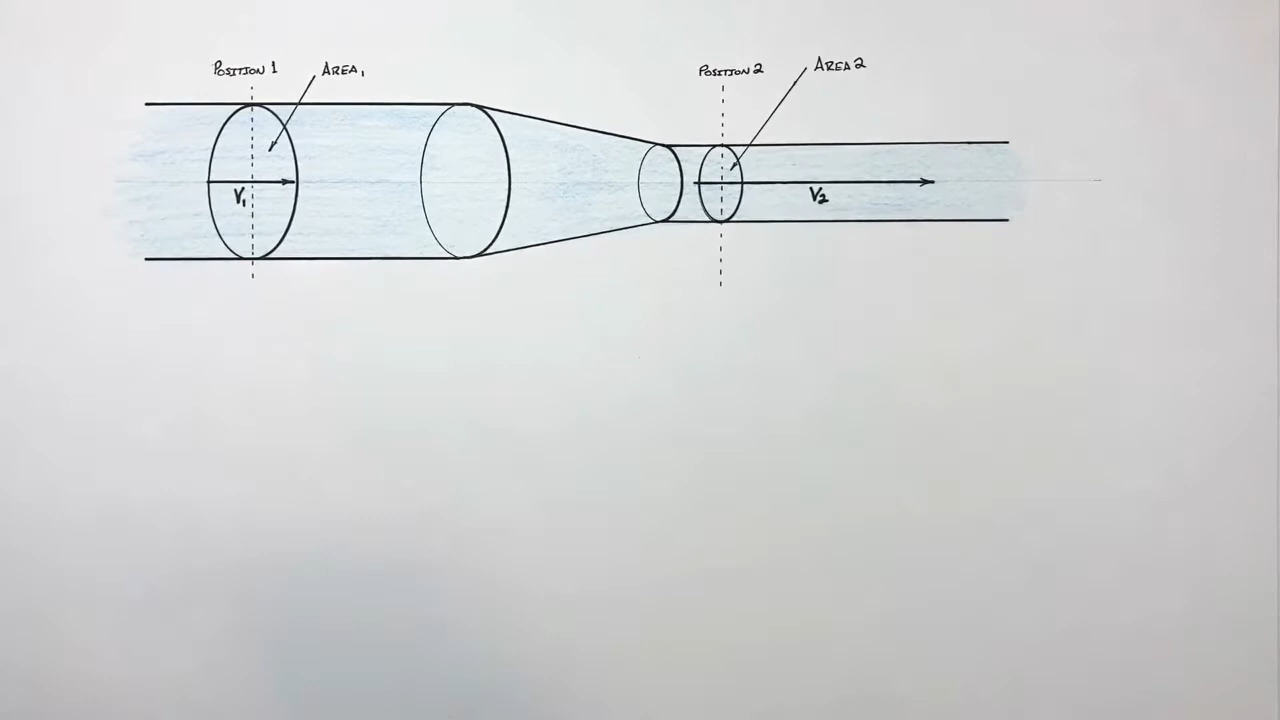 Position 1
Area₁
Position 2
Area 2
V₁
V₂